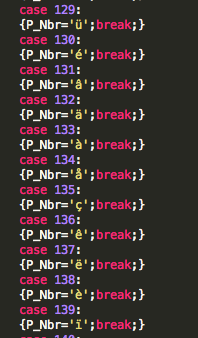 case 129:
{P_Nbr='ü';break;}
case 130:
{P_Nbr='é';break;}
case 131:
{P_Nbr='â';break;}
case 132:
{P_Nbr='ä';break;}
case 133:
{P_Nbr='à';break;}
case 134:
{P_Nbr='å';break;}
case 135:
{P_Nbr='ç';break;}
case 136:
{P_Nbr='ê';break;}
case 137:
{P_Nbr='ë';break;}
case 138:
{P_Nbr='è';break;}
case 139:
{P_Nbr='ï';break;}